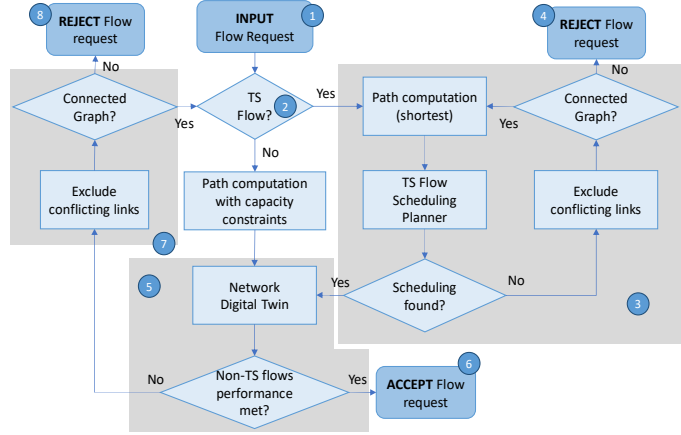 8
REJECT Flow
request
INPUT
Flow Request
1
4
REJECT Flow
request
No
No
Connected
Graph?
Yes
TS
Flow?
2
Yes
Path computation
(shortest)
Yes
Connected
Graph?
No
Exclude
conflicting links
Path computation
with capacity
constraints
TS Flow
Scheduling
Planner
Exclude
conflicting links
7
5
Network
Digital Twin
Yes
Scheduling
found?
No
3
No
Non-TS flows
performance
met?
Yes
6
ACCEPT Flow
request